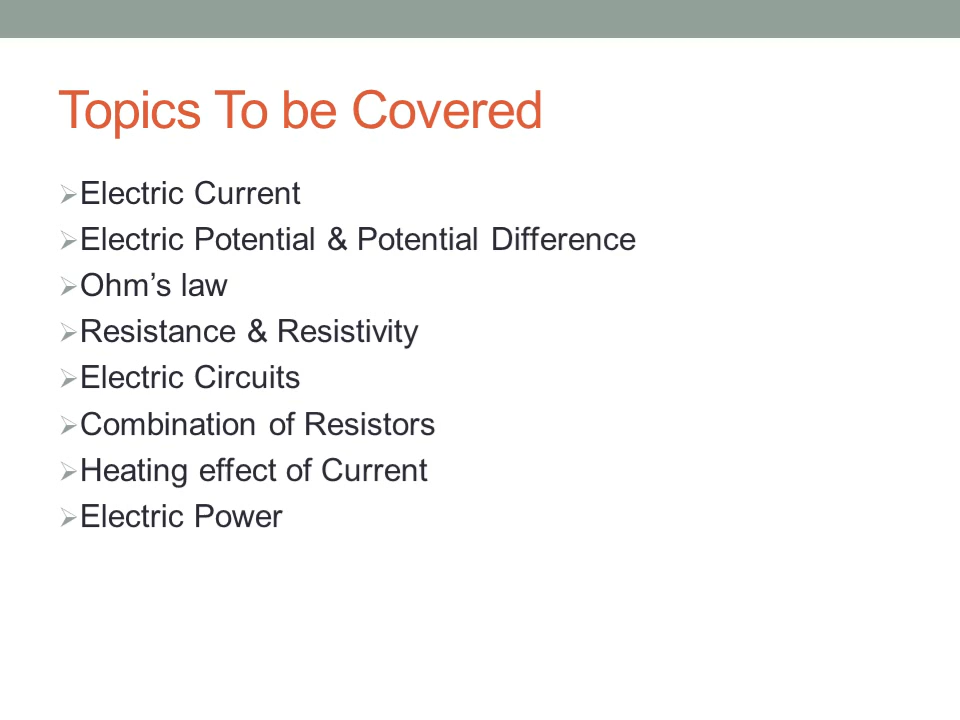 Topics To be Covered
Electric Current
Electric Potential & Potential Difference
Ohm’s law
Resistance & Resistivity
Electric Circuits
Combination of Resistors
Heating effect of Current
Electric Power